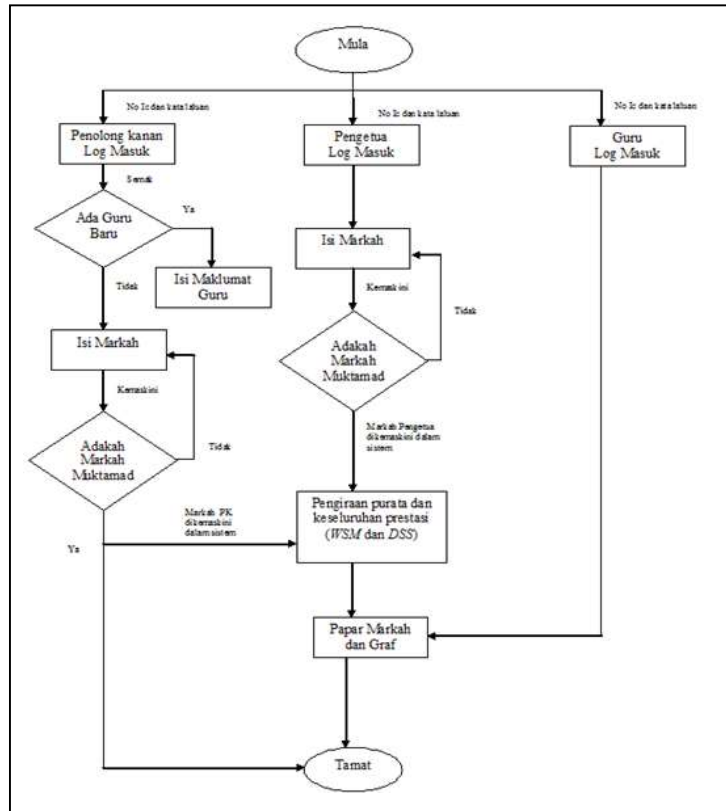 Mula
No Ic dan kata laluan
No Ic dan kata laluan
No Ic dan kata laluan
Penolong kanan
Log Masuk
Pengetua
Log Masuk
Guru
Log Masuk
Semak
Ada Guru
Baru
Ya
Isi Maklumat
Guru
Tidak
Isi Markah
Kemaskini
Adakah
Markah
Muktamad
Tidak
Isi Markah
Kemaskini
Tidak
Adakah
Markah
Muktamad
Markah Pengetua
dikemaskini dalam
sistem
Markah PK
dikemaskini
dalam sistem
Ya
Pengiraan purata dan
keseluruhan prestasi
(WSM dan DSS)
Papar Markah
dan Graf
Tamat